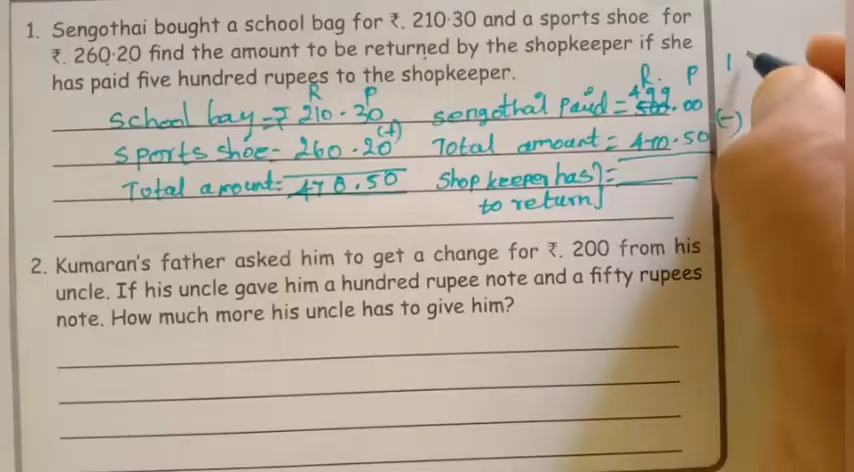 1. Sengothai bought a school bag for ₹. 210·30 and a sports shoe for
₹. 260·20 find the amount to be returned by the shopkeeper if she
has paid five hundred rupees to the shopkeeper.
R P
School bag = ₹ 210.30
Sports shoe - 260.20 (+)
Total amount = 470.50
R. P
499
Sengothai Paid = 500.00
(-)
Total amount = 470.50
Shop keeper has } =
to return
1
2. Kumaran's father asked him to get a change for ₹. 200 from his
uncle. If his uncle gave him a hundred rupee note and a fifty rupees
note. How much more his uncle has to give him?